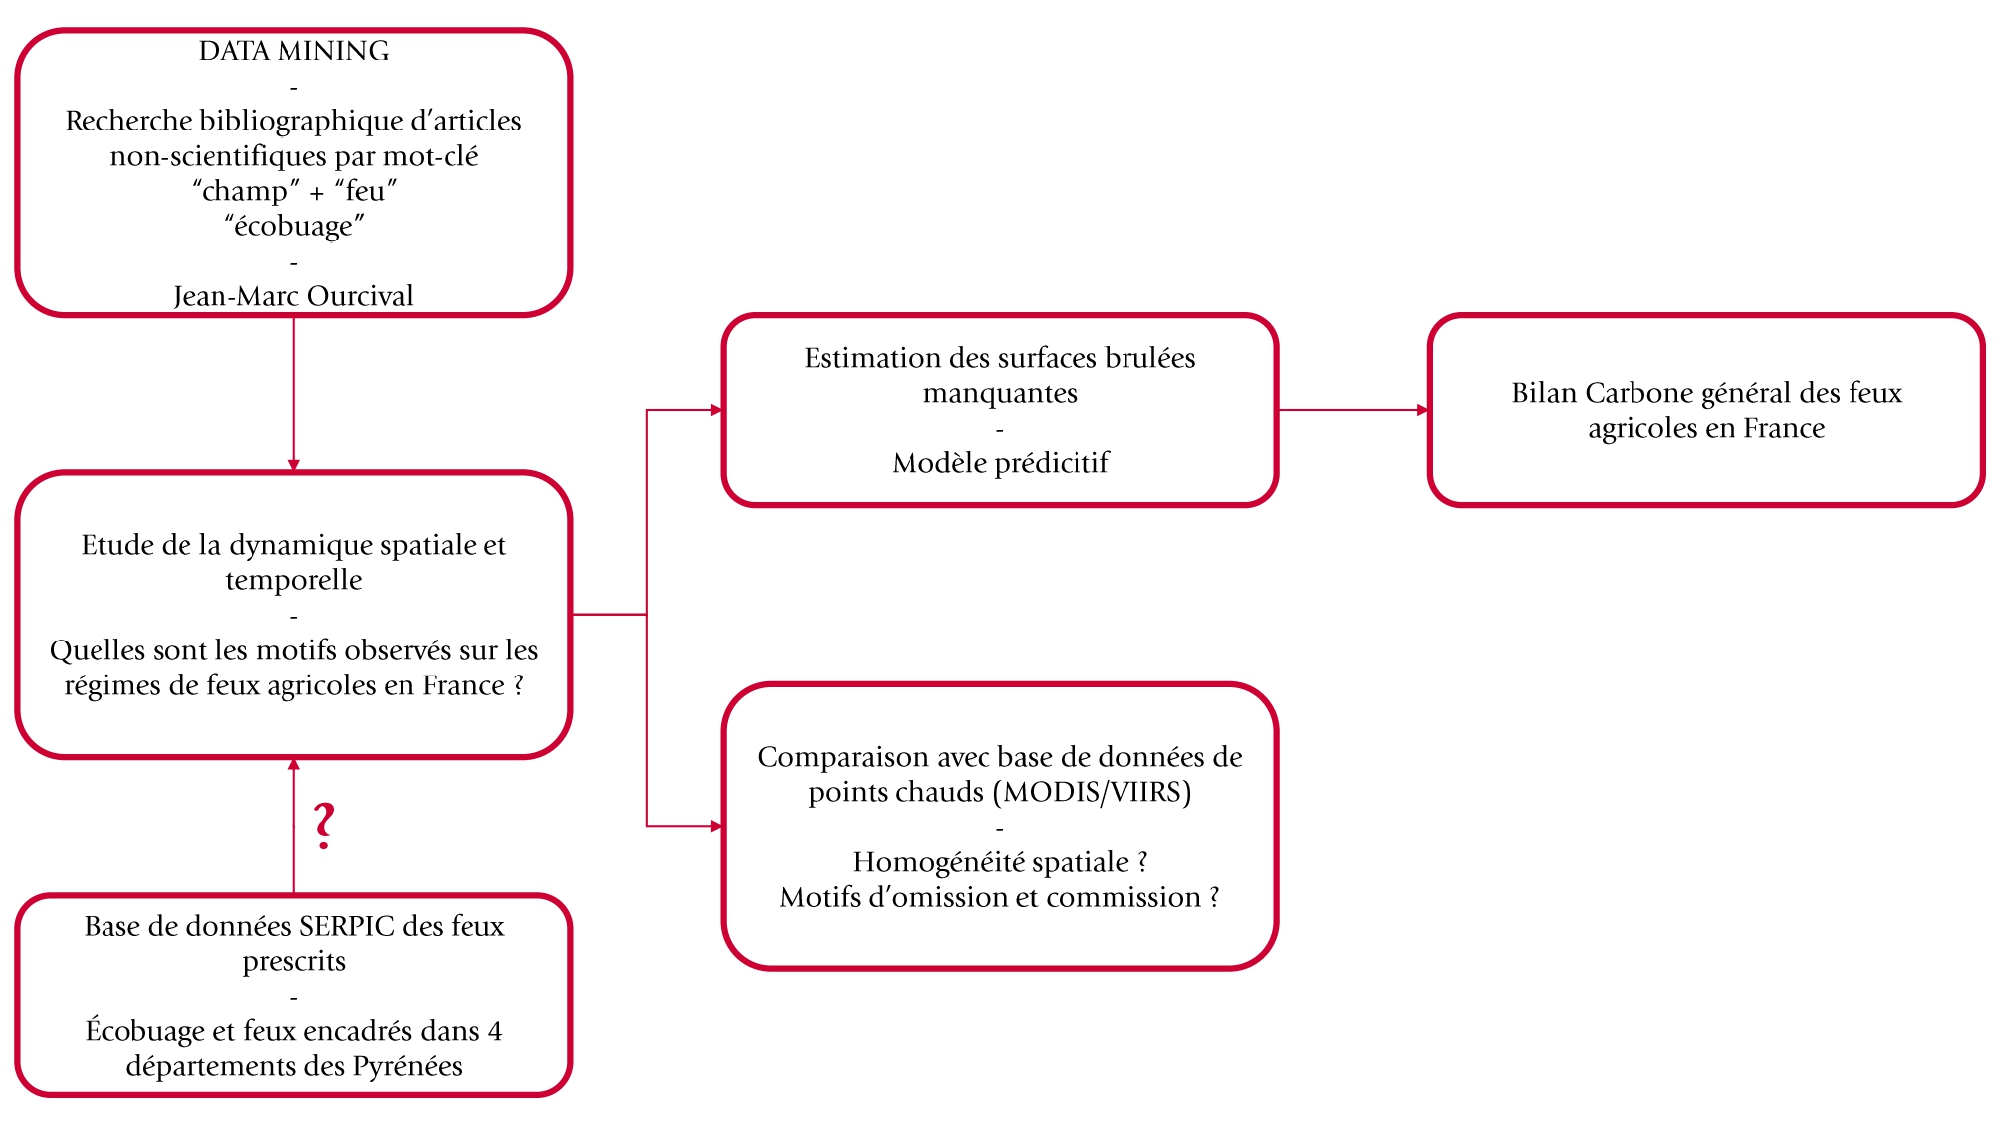 DATA MINING
-
Recherche bibliographique d’articles
non-scientifiques par mot-clé
“champ” + “feu”
“écobuage”
-
Jean-Marc Ourcival
Etude de la dynamique spatiale et
temporelle
-
Quelles sont les motifs observés sur les
régimes de feux agricoles en France ?
?
Base de données SERPIC des feux
prescrits
-
Écobuage et feux encadrés dans 4
départements des Pyrénées
Estimation des surfaces brulées
manquantes
-
Modèle prédicitif
Comparaison avec base de données de
points chauds (MODIS/VIIRS)
-
Homogénéité spatiale ?
Motifs d’omission et commission ?
Bilan Carbone général des feux
agricoles en France